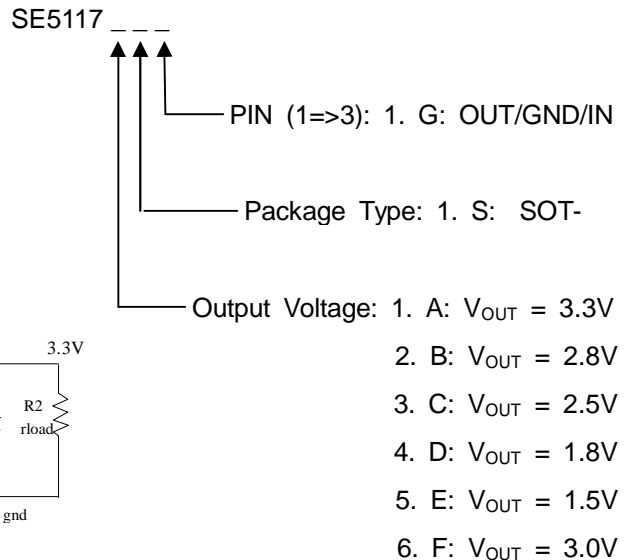 SE5117 _ _ _
PIN (1=>3): 1. G: OUT/GND/IN
Package Type: 1. S: SOT-
Output Voltage: 1. A: VOUT = 3.3V
2. B: VOUT = 2.8V
3. C: VOUT = 2.5V
4. D: VOUT = 1.8V
5. E: VOUT = 1.5V
6. F: VOUT = 3.0V
3.3V
R2
rload
gnd